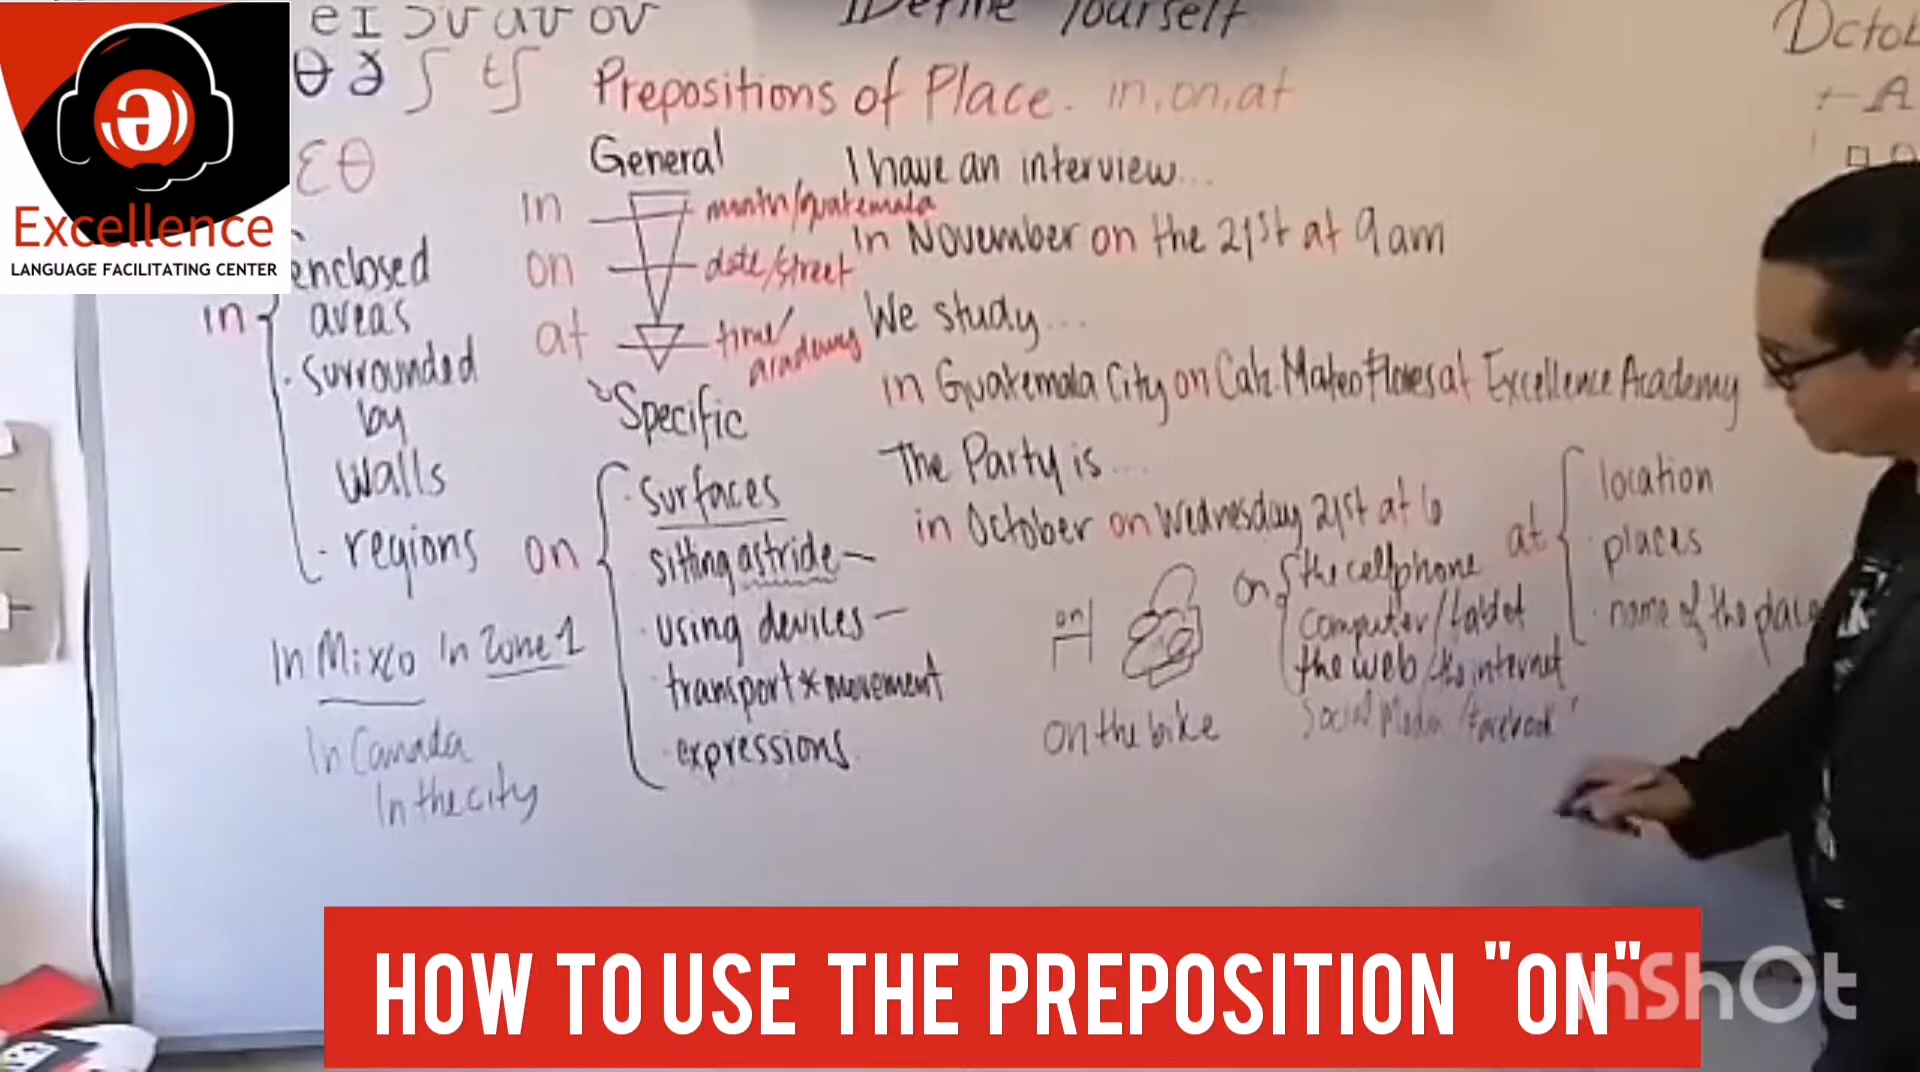 eɪ ɔʊ aʊ oʊ
Define Yourself
θ ð ʃ tʃ
Prepositions of Place. in, on, at
Ɛθ
Excellence
LANGUAGE FACILITATING CENTER
General
in month/guatemala
on date/street
at time/
academy
Specific
I have an interview...
in November on the 21st at 9am
We study...
in Guatemala City on Calz. Mateo Flores at Excellence Academy
The Party is...
in October on Wednesday 21st at 6
in
enclosed
areas
· surrounded
by
walls
· regions
In Mixco In Zone 1
In Canada
In the city
on
· surfaces
sitting astride
· using devices
· transport * movement
· expressions
on
on the bike
on the cellphone
computer/tablet
the web/the internet
Social Media/Facebook
at
location
· places
· name of the place
HOW TO USE THE PREPOSITION "ON"
InShOt